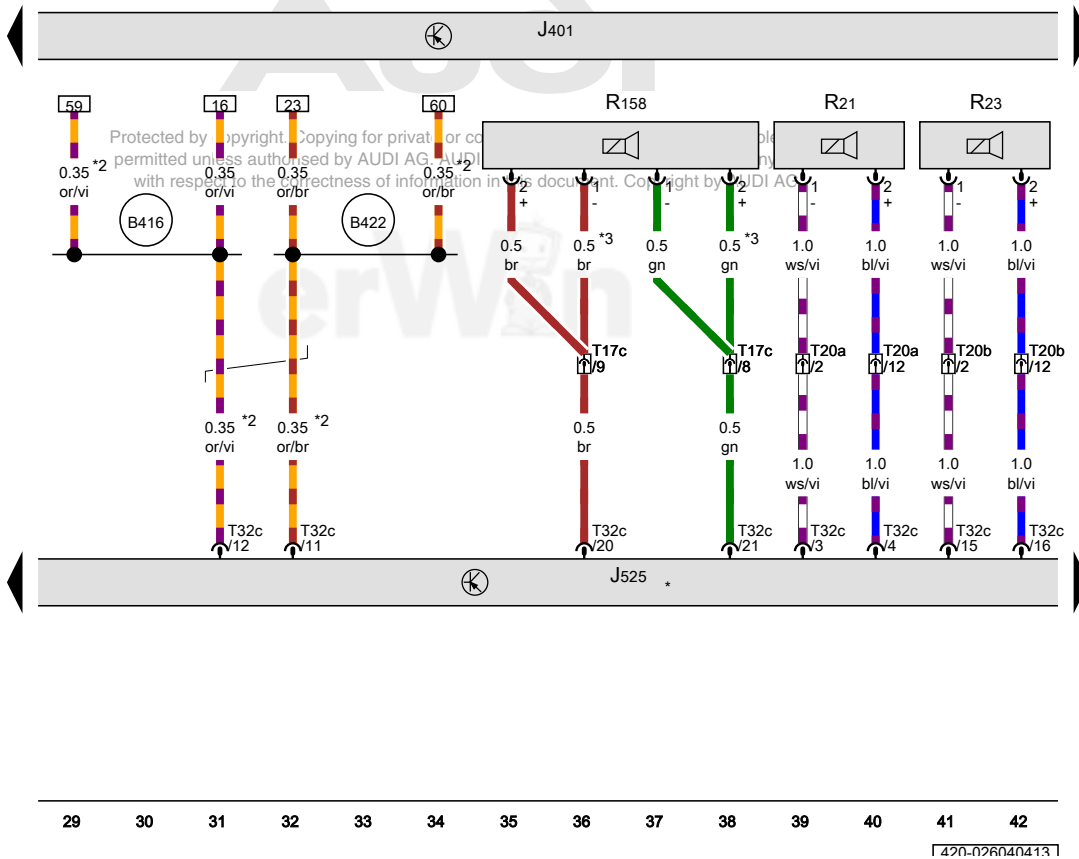 AUDI
J401
59 16 23 60 R158 R21 R23
Protected by copyright. Copying for private or co
permitted unless authorised by AUDI AG. AUDI
with respect to the correctness of information in this document. Copyright by AUDI AG.
erWin
0.35 *2 0.35 0.35 0.35 *2
or/vi or/vi or/br or/br
B416 B422
2 1 1 2 1 2 1 2
+ - - + - + - +
0.5 0.5 *3 0.5 0.5 *3 1.0 1.0 1.0 1.0
br br gn gn ws/vi bl/vi ws/vi bl/vi
T17c T17c T20a T20a T20b T20b
/9 /8 /2 /12 /2 /12
0.35 *2 0.35 *2 0.5 0.5
or/vi or/br br gn
1.0 1.0 1.0 1.0
ws/vi bl/vi ws/vi bl/vi
T32c T32c T32c T32c T32c T32c T32c T32c
/12 /11 /20 /21 /3 /4 /15 /16
J525 *
29 30 31 32 33 34 35 36 37 38 39 40 41 42
420-026040413